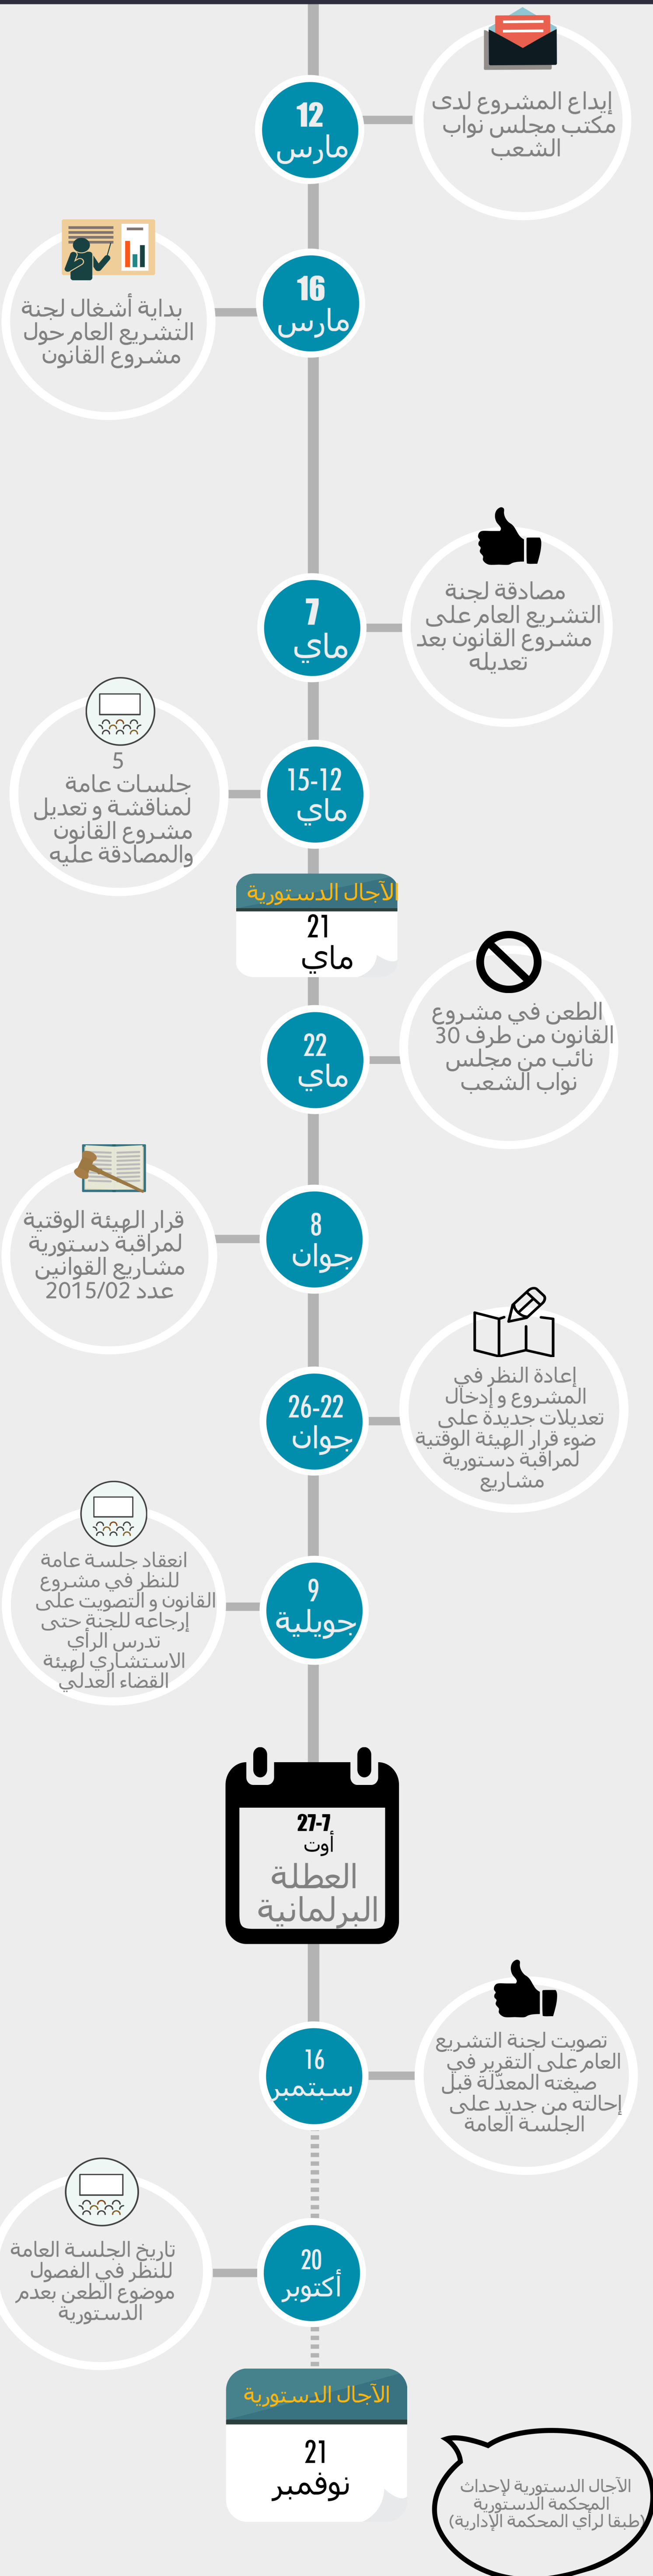 إيداع المشروع لدى
مكتب مجلس نواب
الشعب
12
مارس
16
مارس
بداية أشغال لجنة
التشريع العام حول
مشروع القانون
مصادقة لجنة
التشريع العام على
مشروع القانون بعد
تعديله
7
ماي
15-12
ماي
5
جلسات عامة
لمناقشة و تعديل
مشروع القانون
والمصادقة عليه
الآجال الدستورية
21
ماي
الطعن في مشروع
القانون من طرف 30
نائب من مجلس
نواب الشعب
22
ماي
8
جوان
قرار الهيئة الوقتية
لمراقبة دستورية
مشاريع القوانين
عدد 2015/02
إعادة النظر في
المشروع و إدخال
تعديلات جديدة على
ضوء قرار الهيئة الوقتية
لمراقبة دستورية
مشاريع
26-22
جوان
9
جويلية
انعقاد جلسة عامة
للنظر في مشروع
القانون و التصويت على
إرجاعه للجنة حتى
تدرس الرأي
الاستشاري لهيئة
القضاء العدلي
27-7
أوت
العطلة
البرلمانية
تصويت لجنة التشريع
العام على التقرير في
صيغته المعدّلة قبل
إحالته من جديد على
الجلسة العامة
16
سبتمبر
20
أكتوبر
تاريخ الجلسة العامة
للنظر في الفصول
موضوع الطعن بعدم
الدستورية
الآجال الدستورية
21
نوفمبر
الآجال الدستورية لإحداث
المحكمة الدستورية
(طبقا لرأي المحكمة الإدارية)